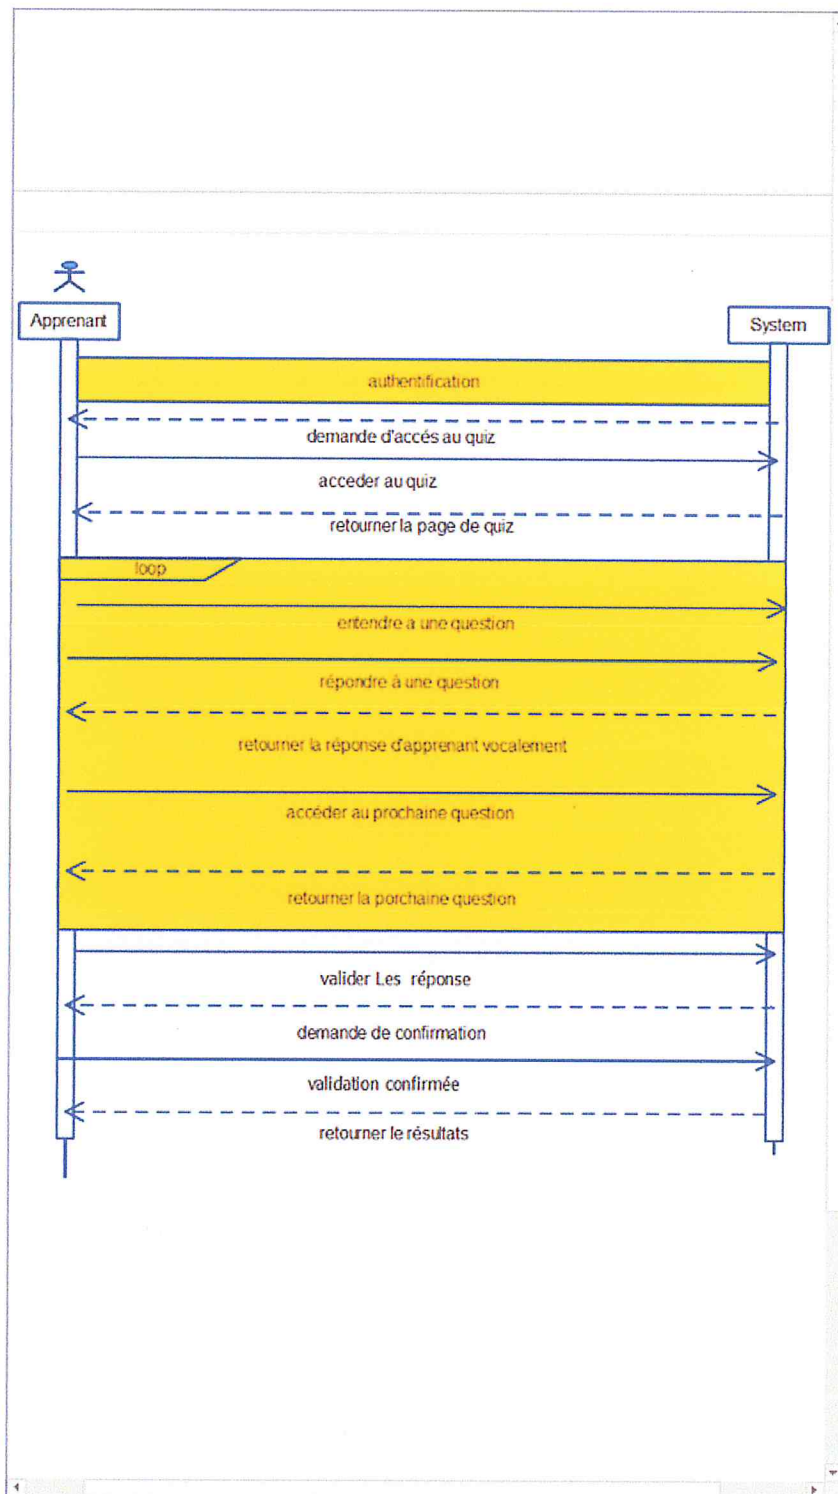 Apprenant
System
authentification
demande d'accés au quiz
acceder au quiz
retourner la page de quiz
loop
entendre a une question
répondre à une question
retourner la réponse d'apprenant vocalement
accéder au prochaine question
retourner la porchaine question
valider Les réponse
demande de confirmation
validation confirmée
retourner le résultats